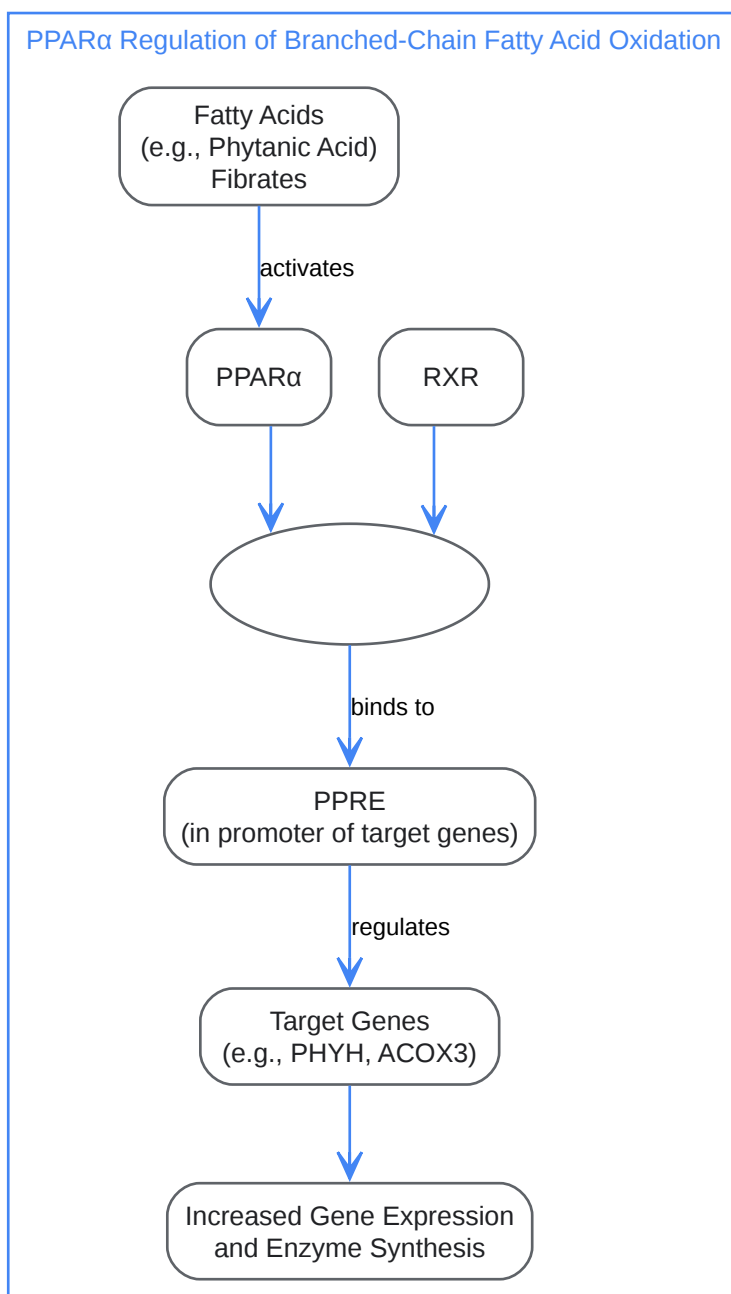 PPARα Regulation of Branched-Chain Fatty Acid Oxidation
Fatty Acids
(e.g., Phytanic Acid)
Fibrates
activates
PPARα
RXR
binds to
PPRE
(in promoter of target genes)
regulates
Target Genes
(e.g., PHYH, ACOX3)
Increased Gene Expression
and Enzyme Synthesis